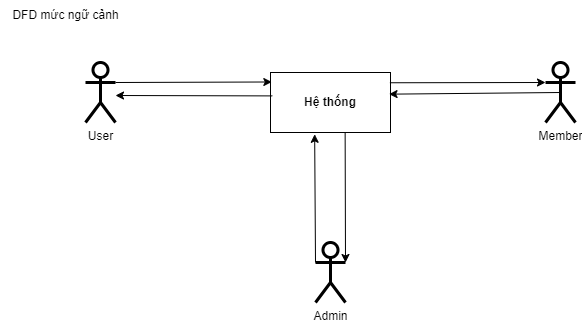 DFD mức ngữ cảnh
Hệ thống
User
Member
Admin